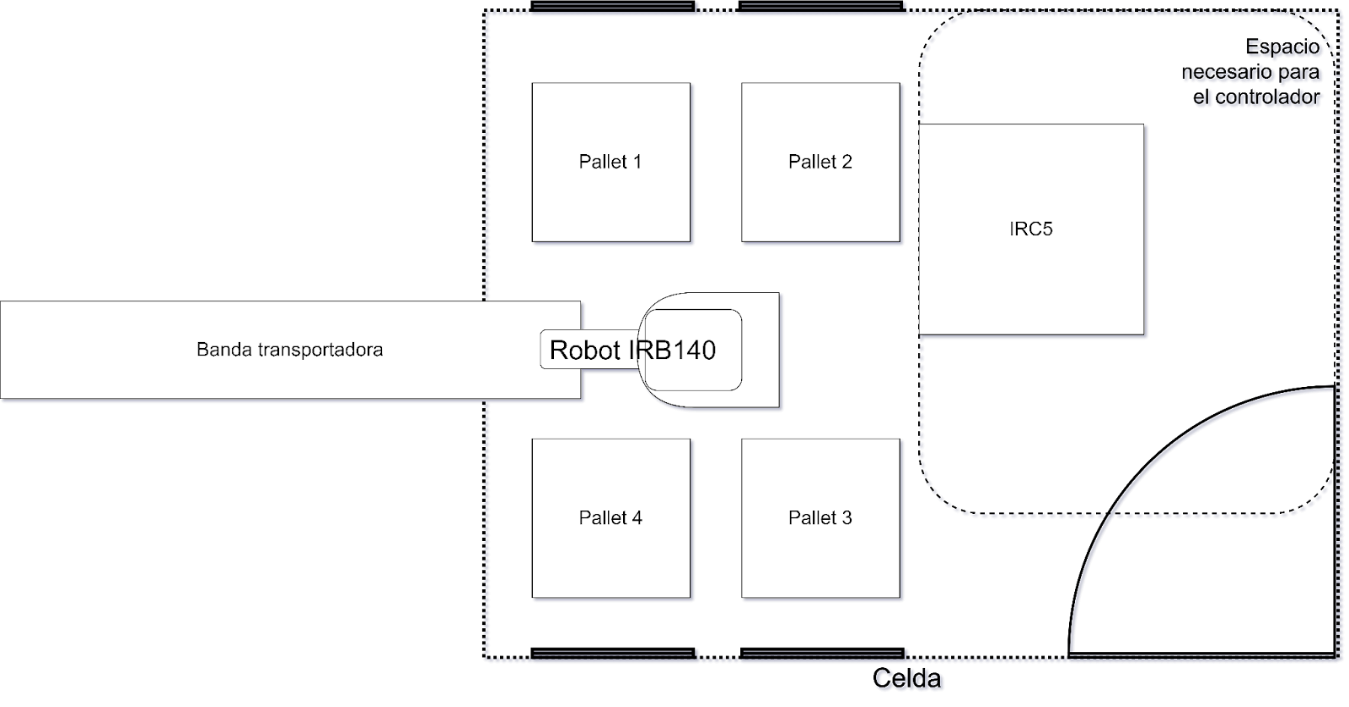 Espacio
necesario para
el controlador
Pallet 1
Pallet 2
IRC5
Banda transportadora
Robot IRB140
Pallet 4
Pallet 3
Celda